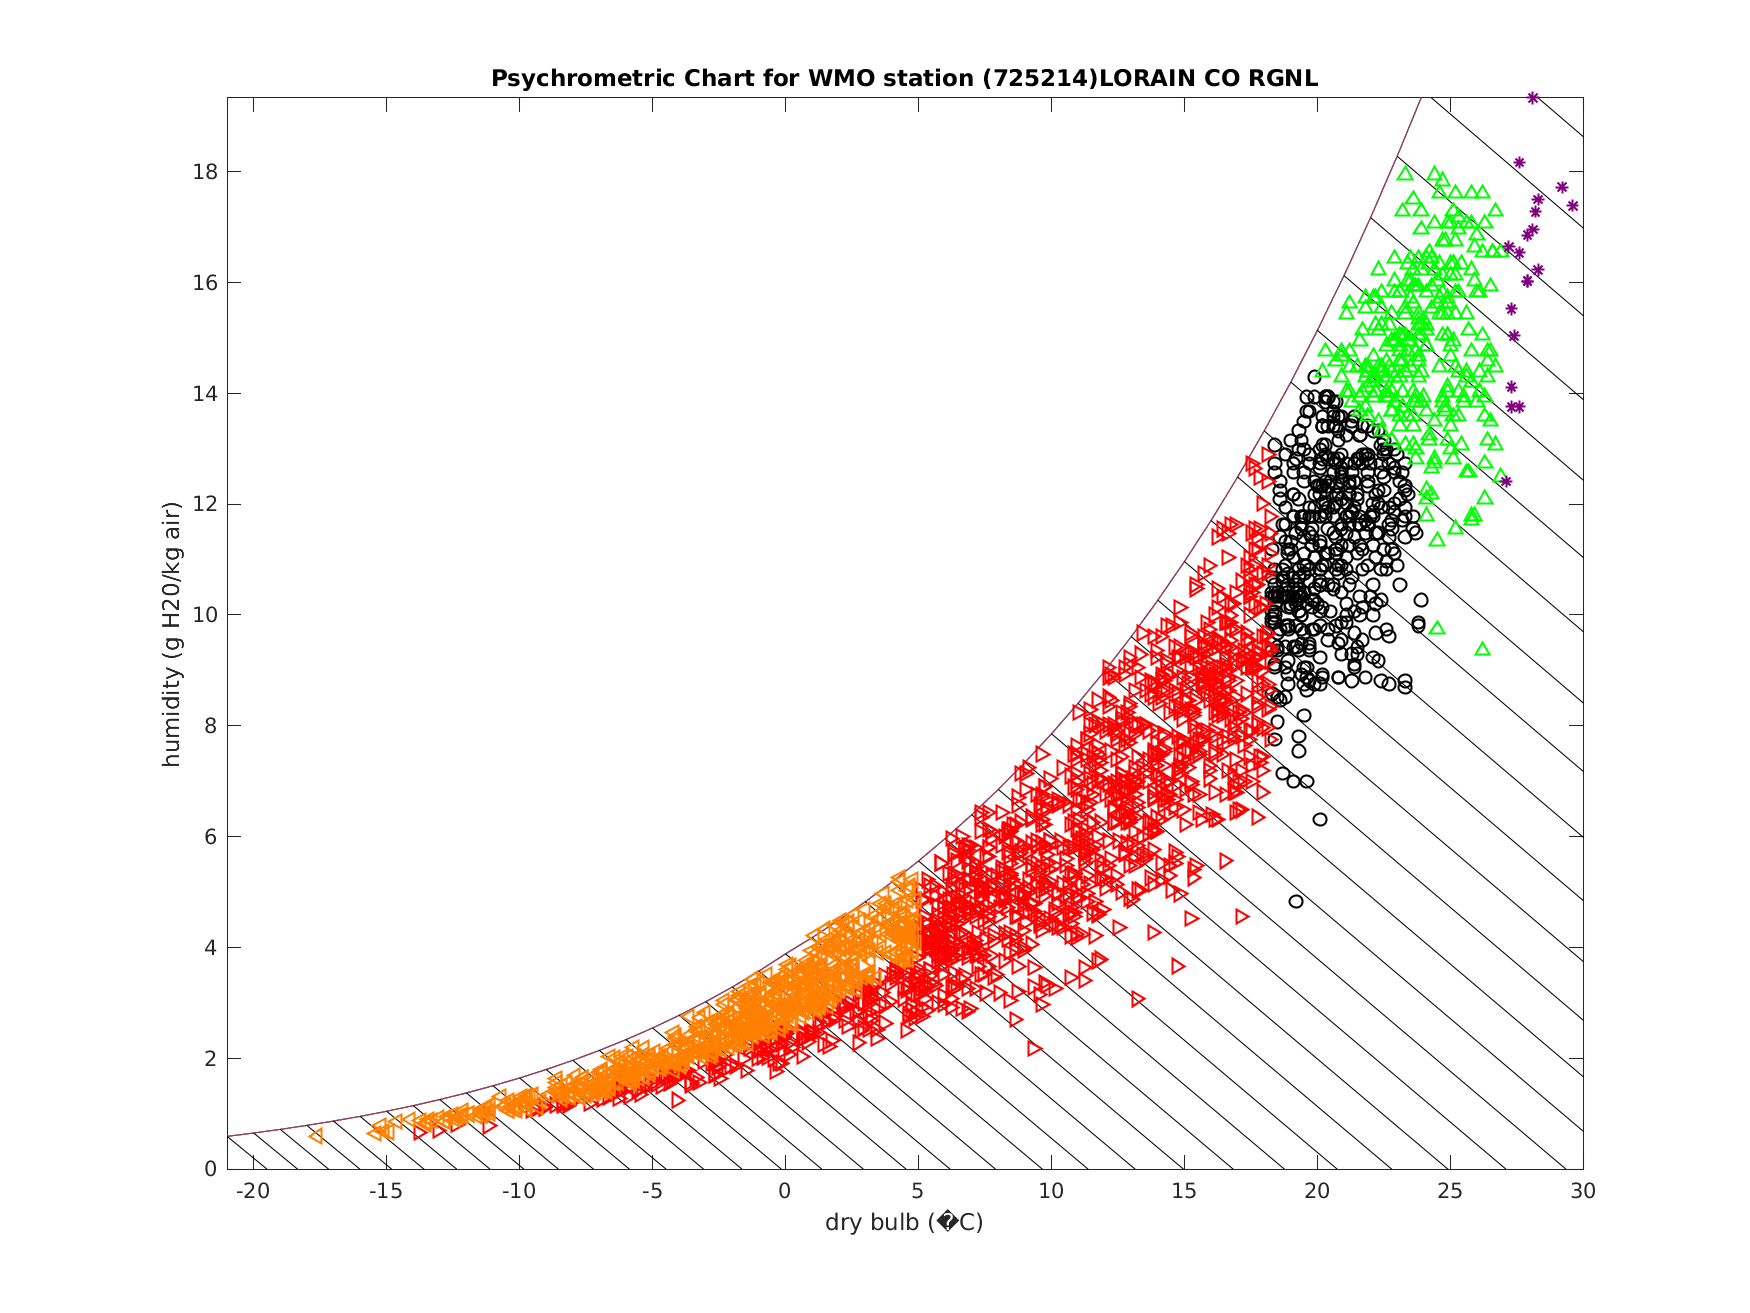 Psychrometric Chart for WMO station (725214)LORAIN CO RGNL
humidity (g H20/kg air)
18
16
14
12
10
8
6
4
2
0
-20 -15 -10 -5 0 5 10 15 20 25 30
dry bulb (�C)